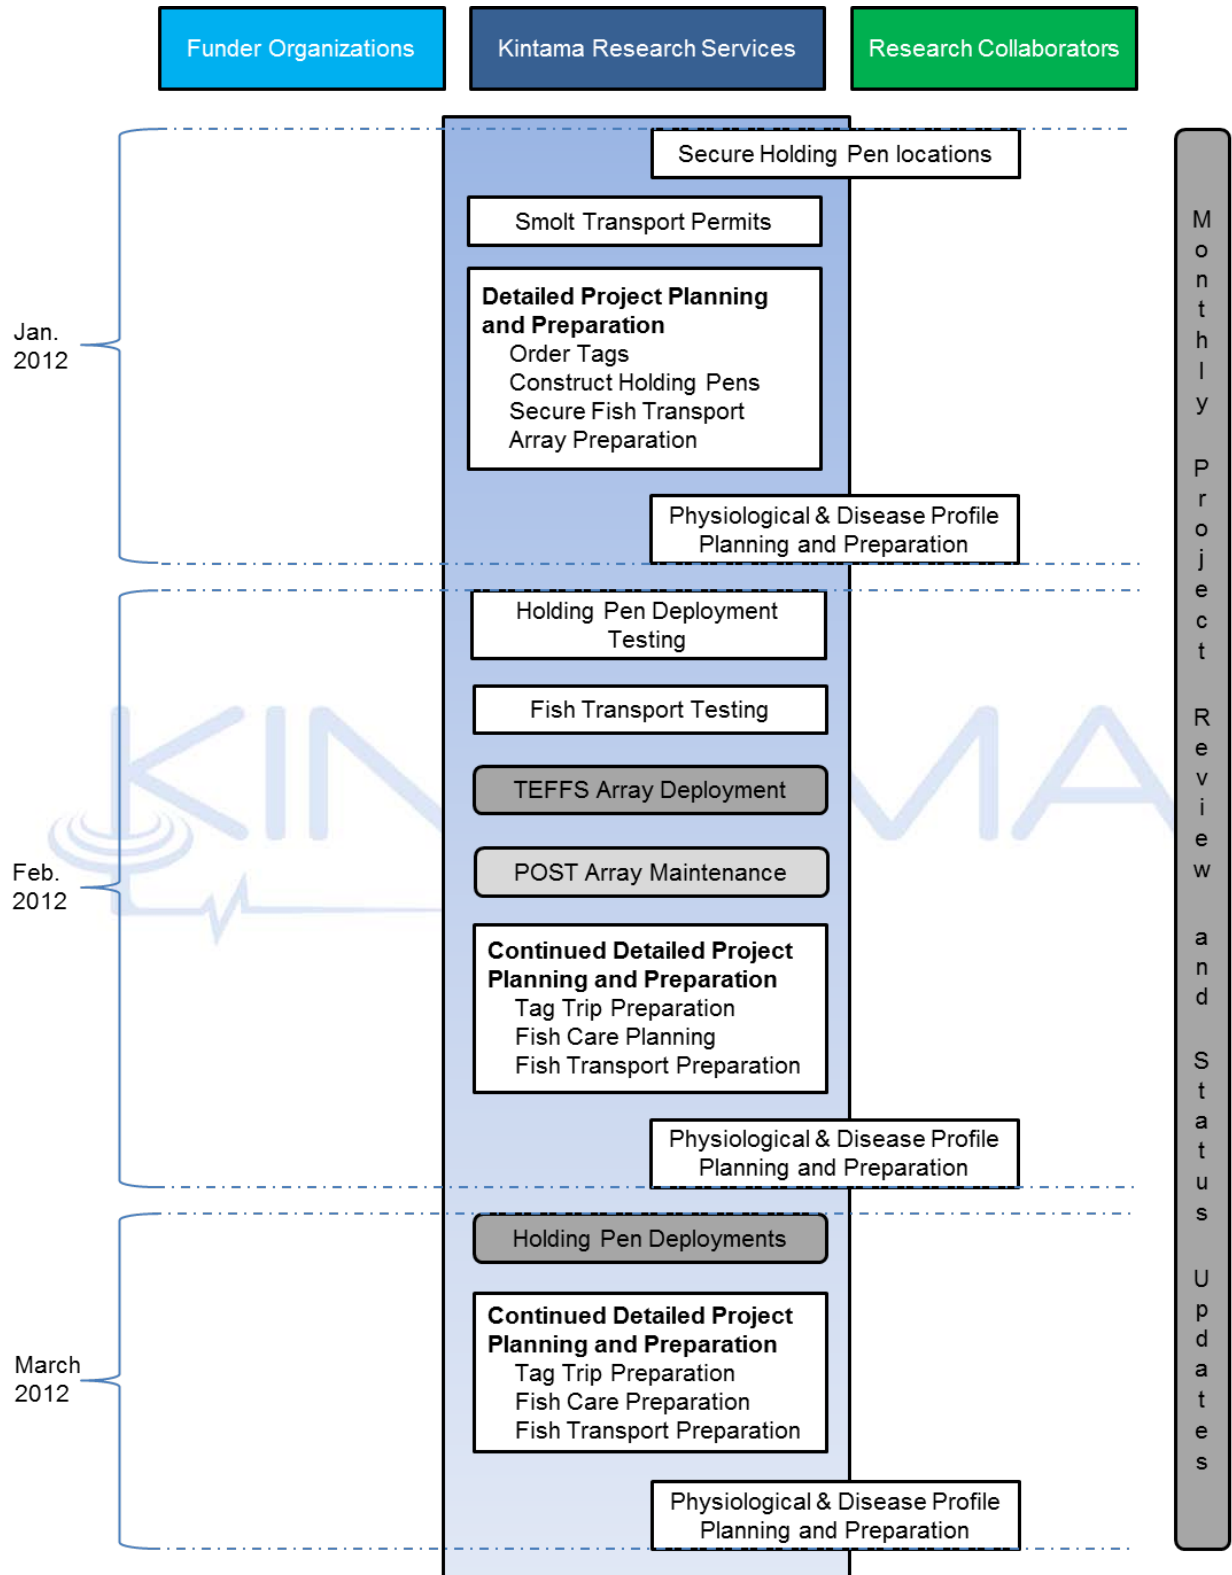 Funder Organizations
Kintama Research Services
Research Collaborators
Jan.
2012
Secure Holding Pen locations
Smolt Transport Permits
Detailed Project Planning
and Preparation
Order Tags
Construct Holding Pens
Secure Fish Transport
Array Preparation
Physiological & Disease Profile
Planning and Preparation
Feb.
2012
Holding Pen Deployment
Testing
Fish Transport Testing
TEFFS Array Deployment
POST Array Maintenance
Continued Detailed Project
Planning and Preparation
Tag Trip Preparation
Fish Care Planning
Fish Transport Preparation
Physiological & Disease Profile
Planning and Preparation
March
2012
Holding Pen Deployments
Continued Detailed Project
Planning and Preparation
Tag Trip Preparation
Fish Care Preparation
Fish Transport Preparation
Physiological & Disease Profile
Planning and Preparation
Monthly Project Review and Status Updates
KIN MA